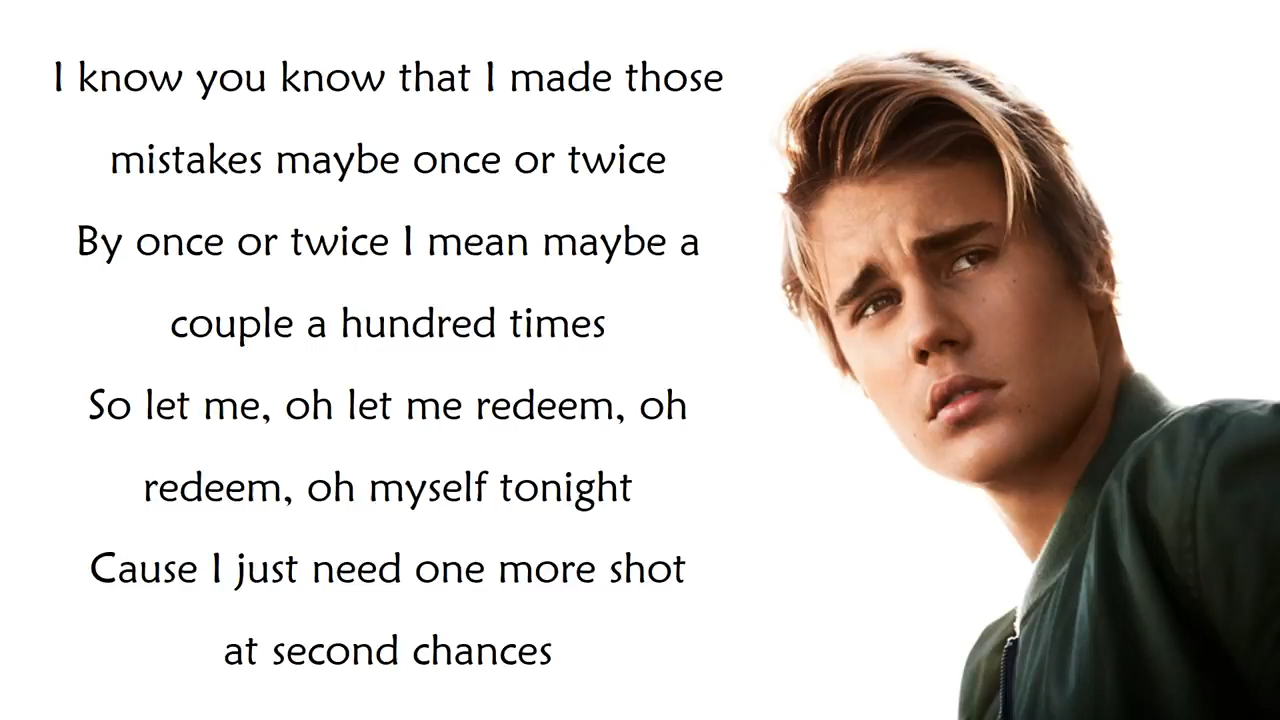 I know you know that I made those
mistakes maybe once or twice
By once or twice I mean maybe a
couple a hundred times
So let me, oh let me redeem, oh
redeem, oh myself tonight
Cause I just need one more shot
at second chances